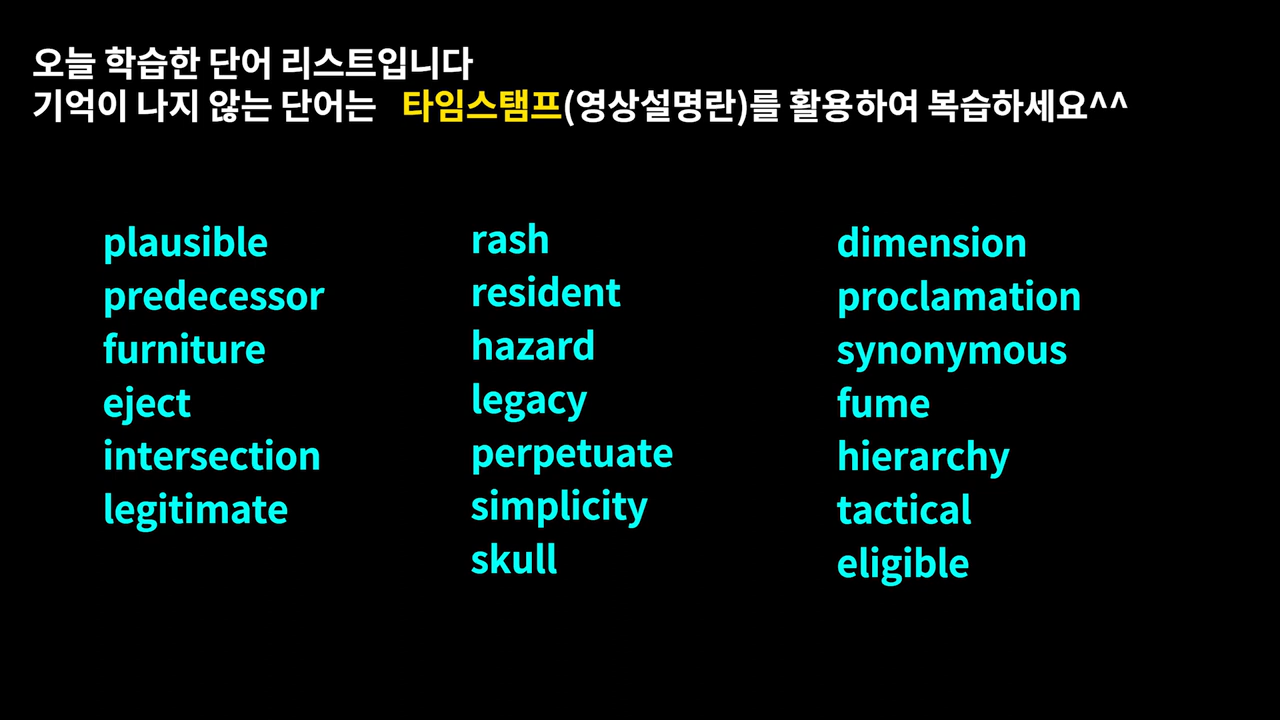 오늘 학습한 단어 리스트입니다
기억이 나지 않는 단어는 타임스탬프(영상설명란)를 활용하여 복습하세요^^
plausible
predecessor
furniture
eject
intersection
legitimate
rash
resident
hazard
legacy
perpetuate
simplicity
skull
dimension
proclamation
synonymous
fume
hierarchy
tactical
eligible